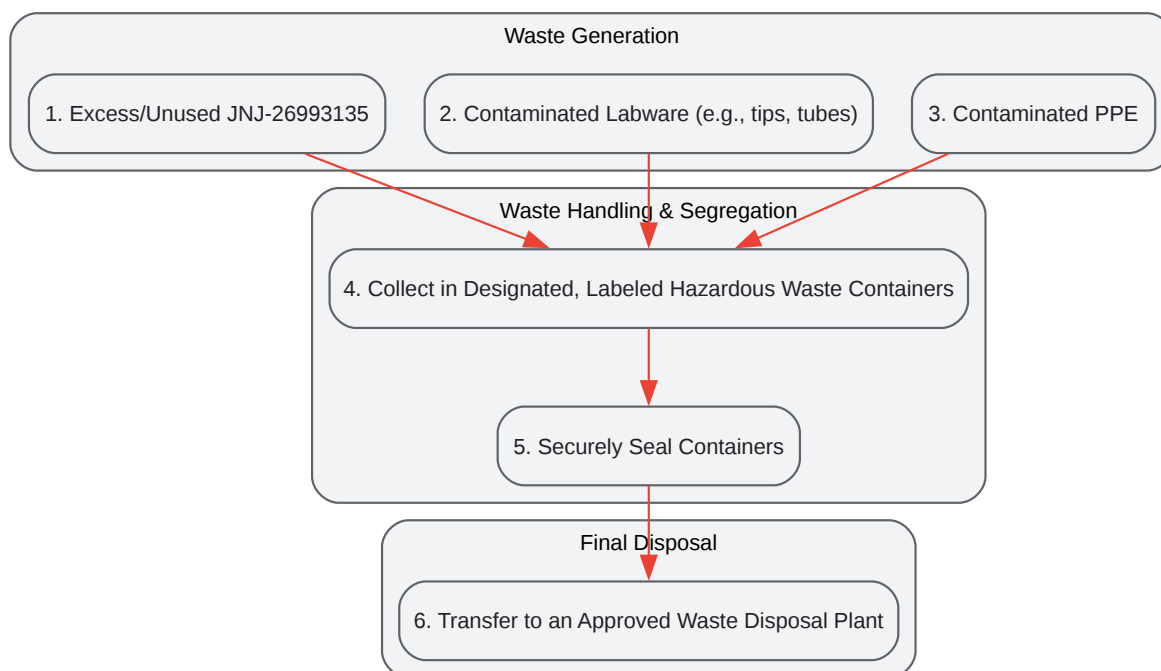 Waste Generation
1. Excess/Unused JNJ-26993135
2. Contaminated Labware (e.g., tips, tubes)
3. Contaminated PPE
Waste Handling & Segregation
4. Collect in Designated, Labeled Hazardous Waste Containers
5. Securely Seal Containers
Final Disposal
6. Transfer to an Approved Waste Disposal Plant